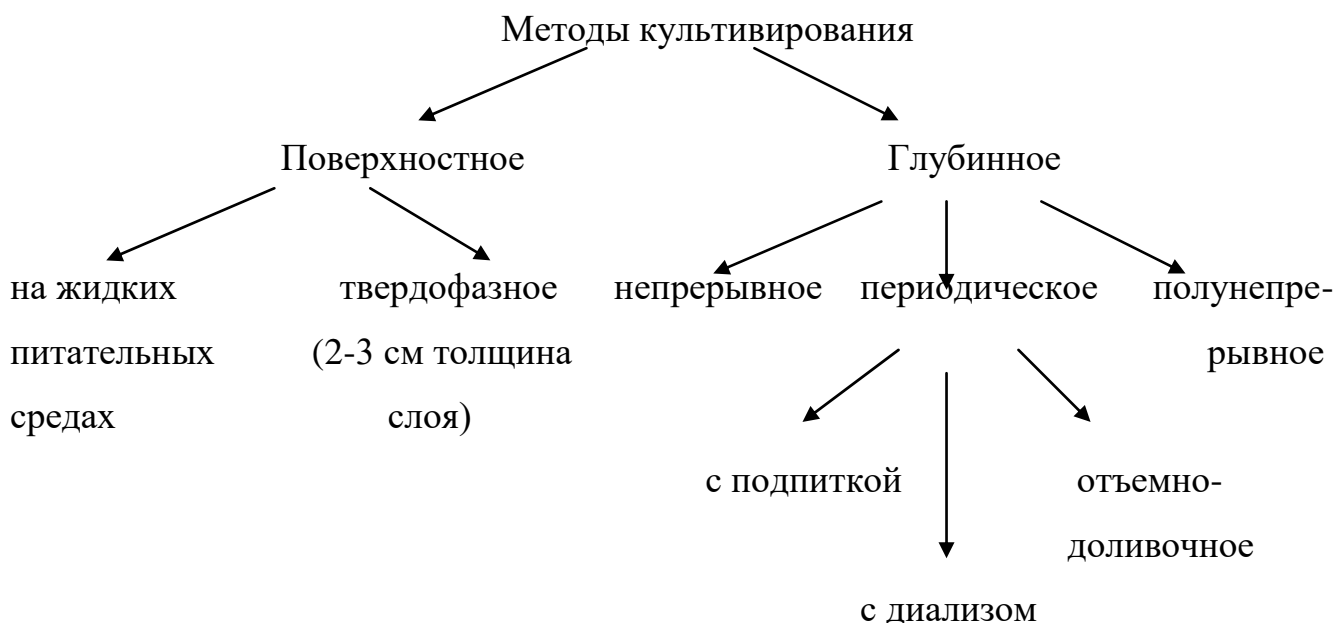 Методы культивирования
Поверхностное Глубинное
на жидких твердофазное непрерывное периодическое полунепре-
питательных (2-3 см толщина рывное
средах слоя)
с подпиткой отъемно-
доливочное
с диализом